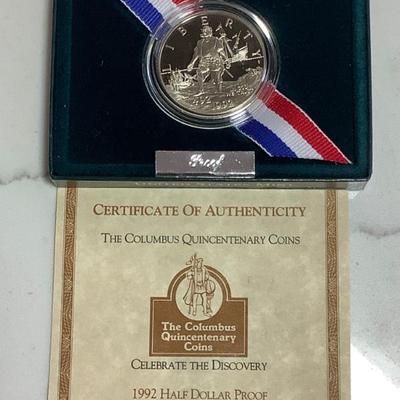 LIBERTY
1992
Proof
CERTIFICATE OF AUTHENTICITY
THE COLUMBUS QUINCENTENARY COINS
The Columbus
Quincentenary
Coins
CELEBRATE THE DISCOVERY
1992 HALF DOLLAR PROOF